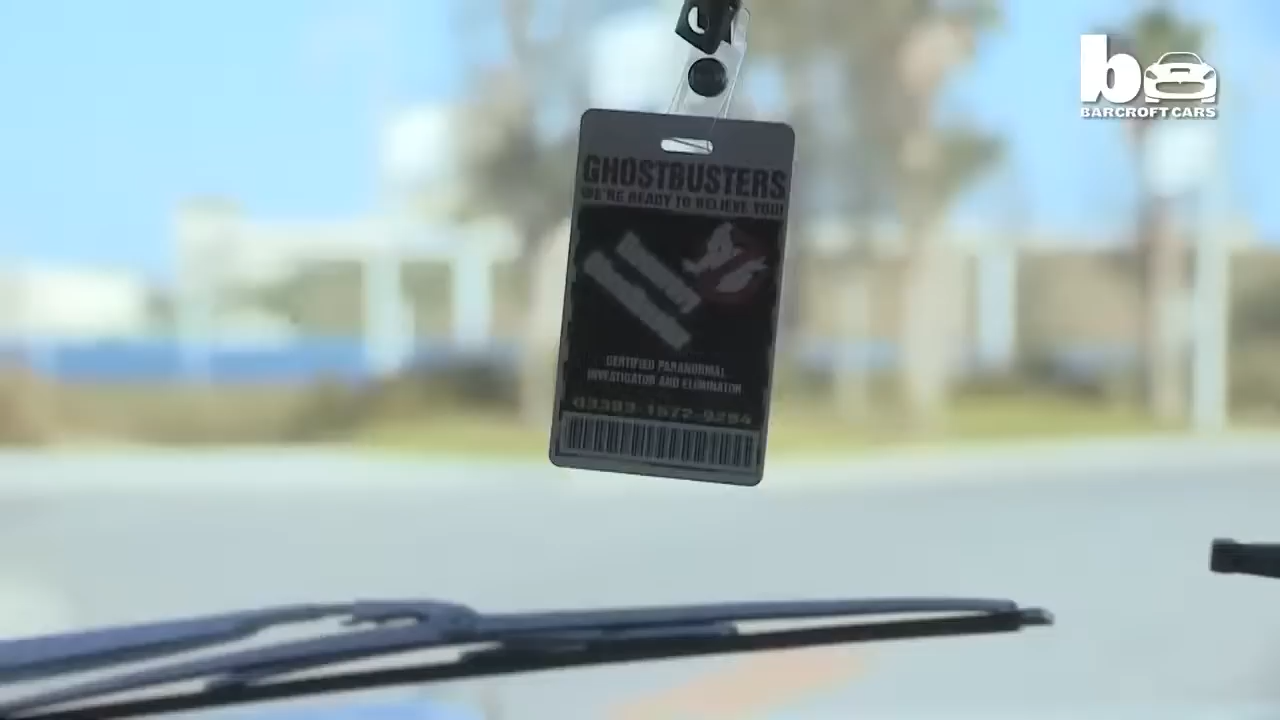 b
BARCROFT CARS
GHOSTBUSTERS
WE'RE READY TO BELIEVE YOU!
CERTIFIED PARANORMAL
INVESTIGATOR AND ELIMINATOR